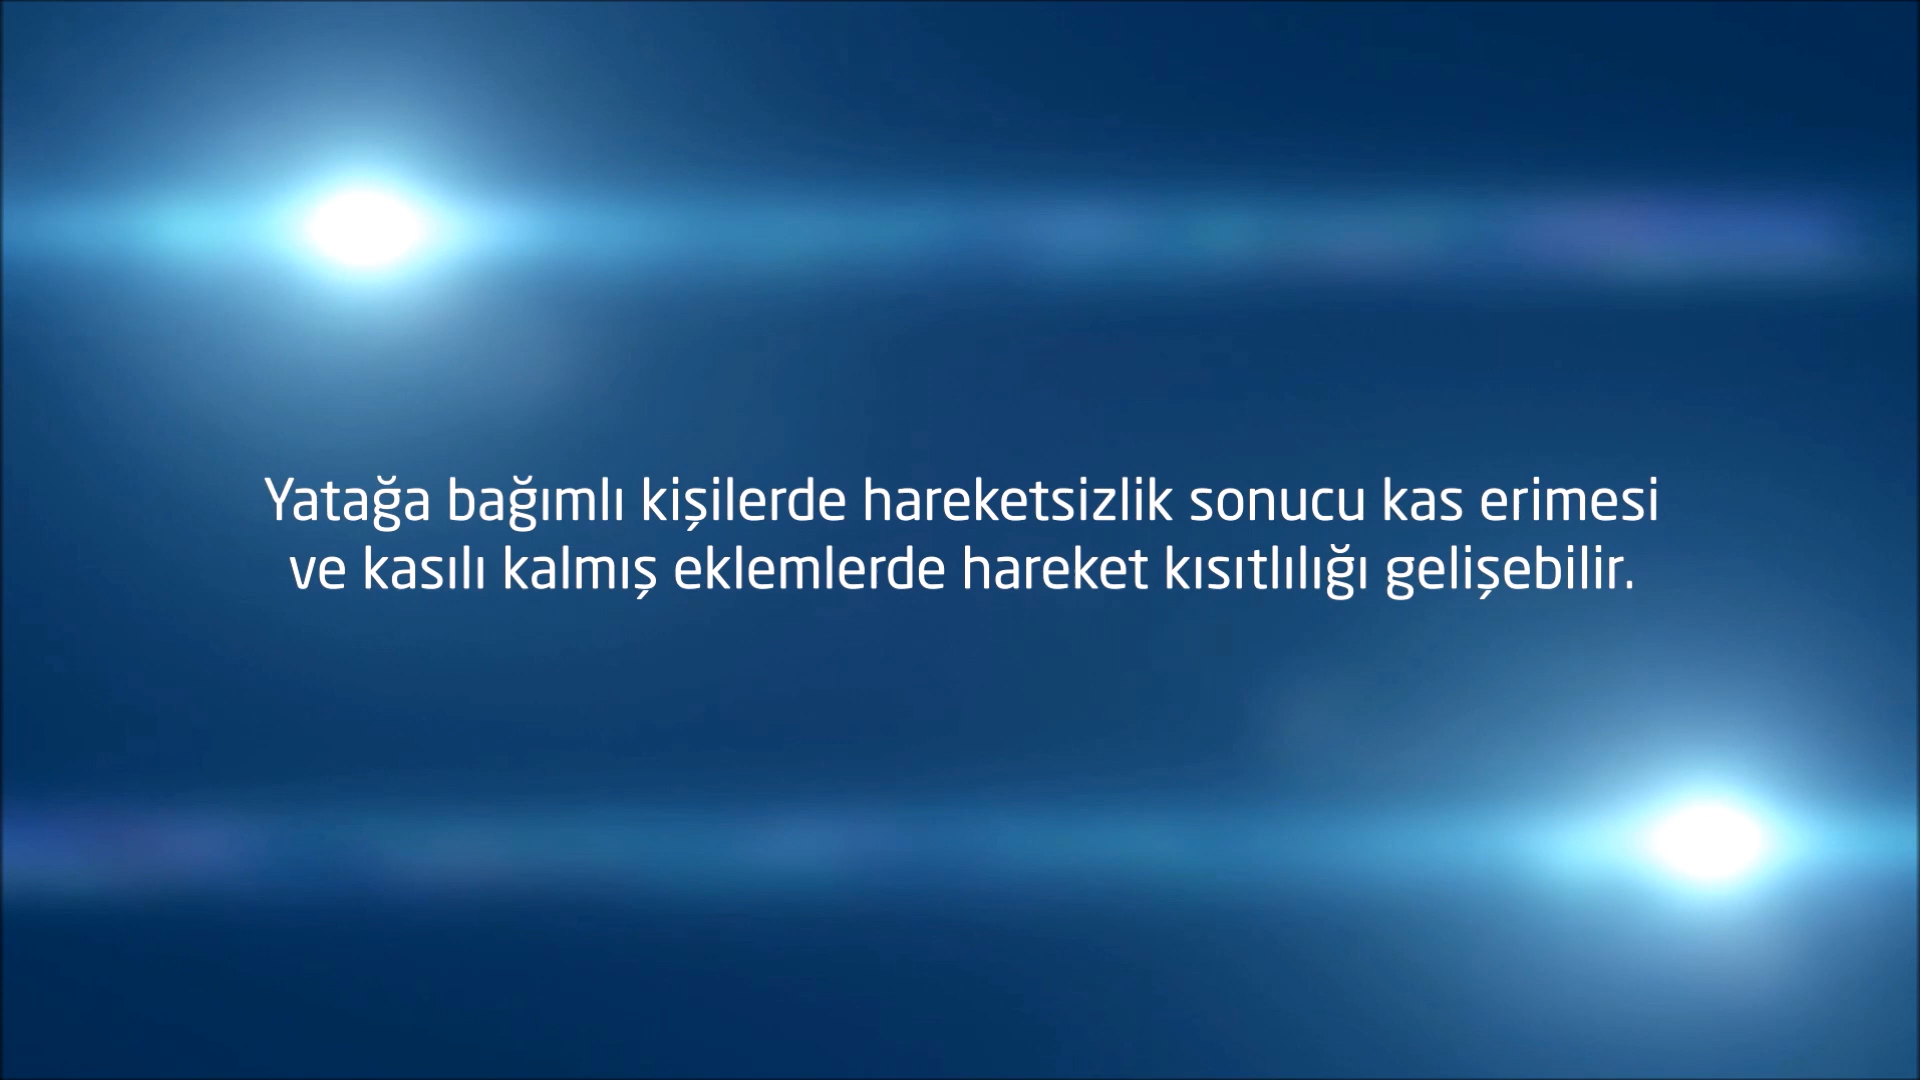 Yatağa bağımlı kişilerde hareketsizlik sonucu kas erimesi
ve kasılı kalmış eklemlerde hareket kısıtlılığı gelişebilir.